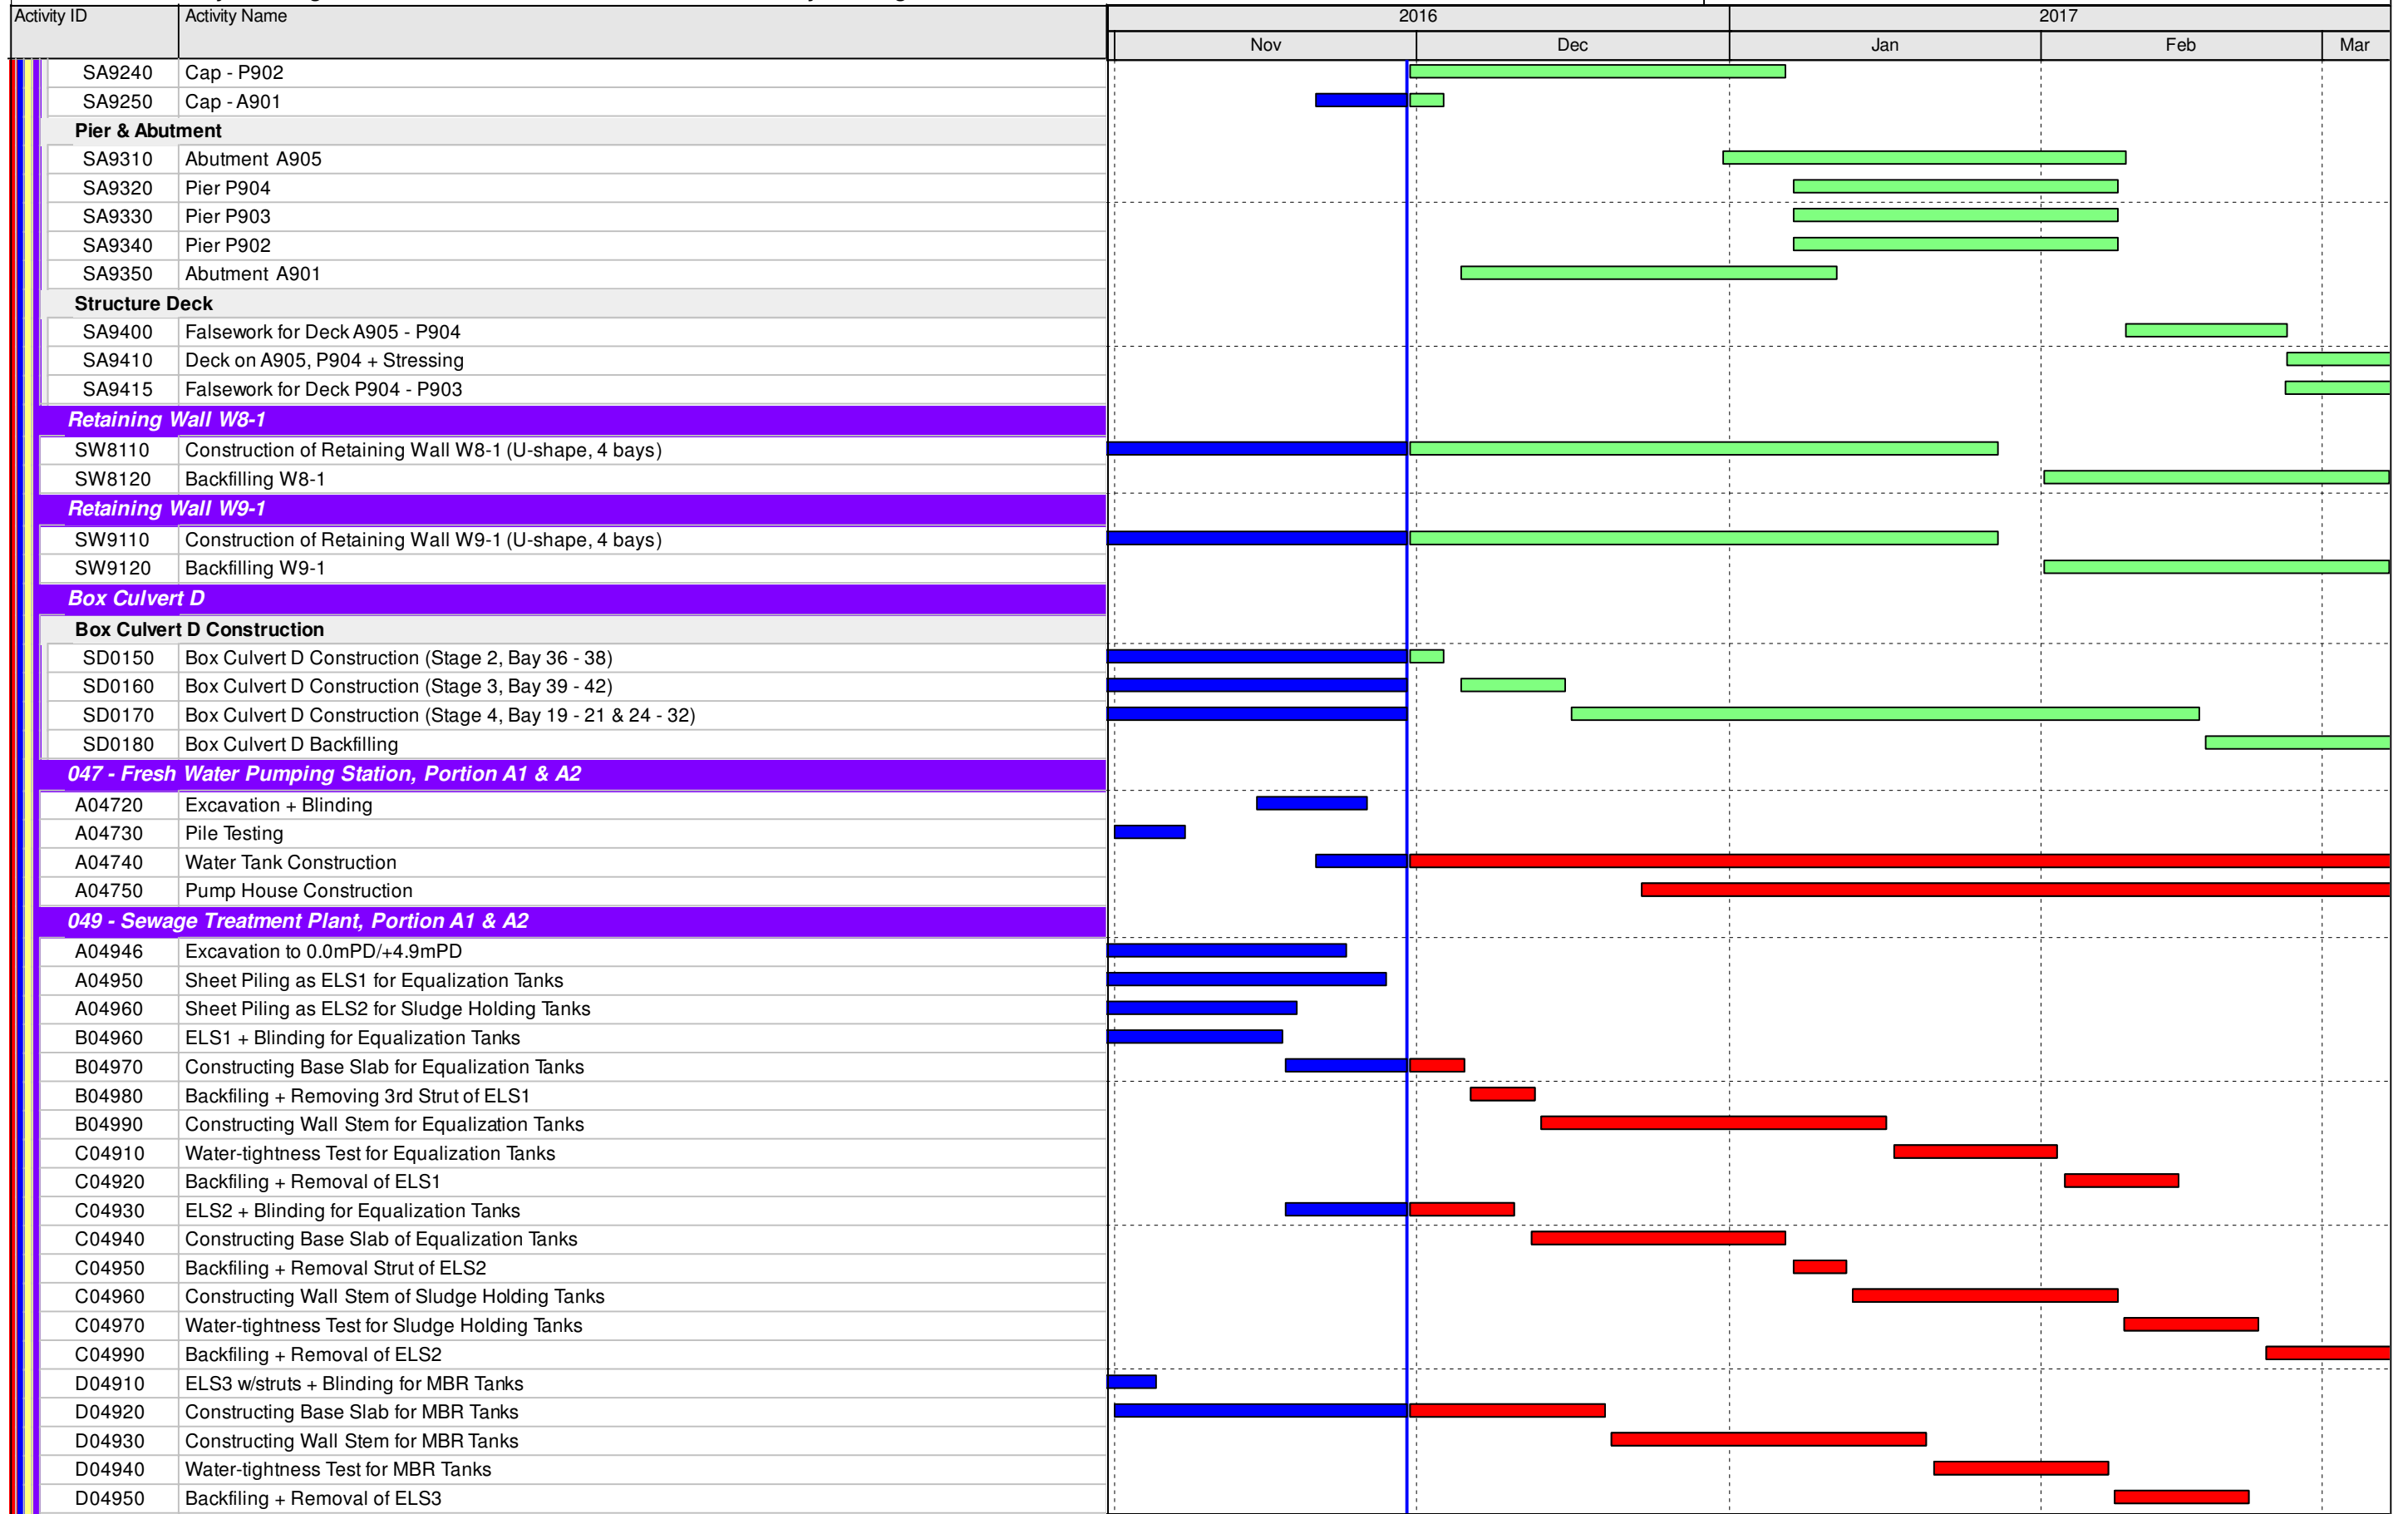 Activity ID Activity Name 2016 2017
Nov Dec Jan Feb Mar
SA9240 Cap - P902
SA9250 Cap - A901
Pier & Abutment
SA9310 Abutment A905
SA9320 Pier P904
SA9330 Pier P903
SA9340 Pier P902
SA9350 Abutment A901
Structure Deck
SA9400 Falsework for Deck A905 - P904
SA9410 Deck on A905, P904 + Stressing
SA9415 Falsework for Deck P904 - P903
Retaining Wall W8-1
SW8110 Construction of Retaining Wall W8-1 (U-shape, 4 bays)
SW8120 Backfilling W8-1
Retaining Wall W9-1
SW9110 Construction of Retaining Wall W9-1 (U-shape, 4 bays)
SW9120 Backfilling W9-1
Box Culvert D
Box Culvert D Construction
SD0150 Box Culvert D Construction (Stage 2, Bay 36 - 38)
SD0160 Box Culvert D Construction (Stage 3, Bay 39 - 42)
SD0170 Box Culvert D Construction (Stage 4, Bay 19 - 21 & 24 - 32)
SD0180 Box Culvert D Backfilling
047 - Fresh Water Pumping Station, Portion A1 & A2
A04720 Excavation + Blinding
A04730 Pile Testing
A04740 Water Tank Construction
A04750 Pump House Construction
049 - Sewage Treatment Plant, Portion A1 & A2
A04946 Excavation to 0.0mPD/+4.9mPD
A04950 Sheet Piling as ELS1 for Equalization Tanks
A04960 Sheet Piling as ELS2 for Sludge Holding Tanks
B04960 ELS1 + Blinding for Equalization Tanks
B04970 Constructing Base Slab for Equalization Tanks
B04980 Backfiling + Removing 3rd Strut of ELS1
B04990 Constructing Wall Stem for Equalization Tanks
C04910 Water-tightness Test for Equalization Tanks
C04920 Backfiling + Removal of ELS1
C04930 ELS2 + Blinding for Equalization Tanks
C04940 Constructing Base Slab of Equalization Tanks
C04950 Backfiling + Removal Strut of ELS2
C04960 Constructing Wall Stem of Sludge Holding Tanks
C04970 Water-tightness Test for Sludge Holding Tanks
C04990 Backfiling + Removal of ELS2
D04910 ELS3 w/struts + Blinding for MBR Tanks
D04920 Constructing Base Slab for MBR Tanks
D04930 Constructing Wall Stem for MBR Tanks
D04940 Water-tightness Test for MBR Tanks
D04950 Backfiling + Removal of ELS3